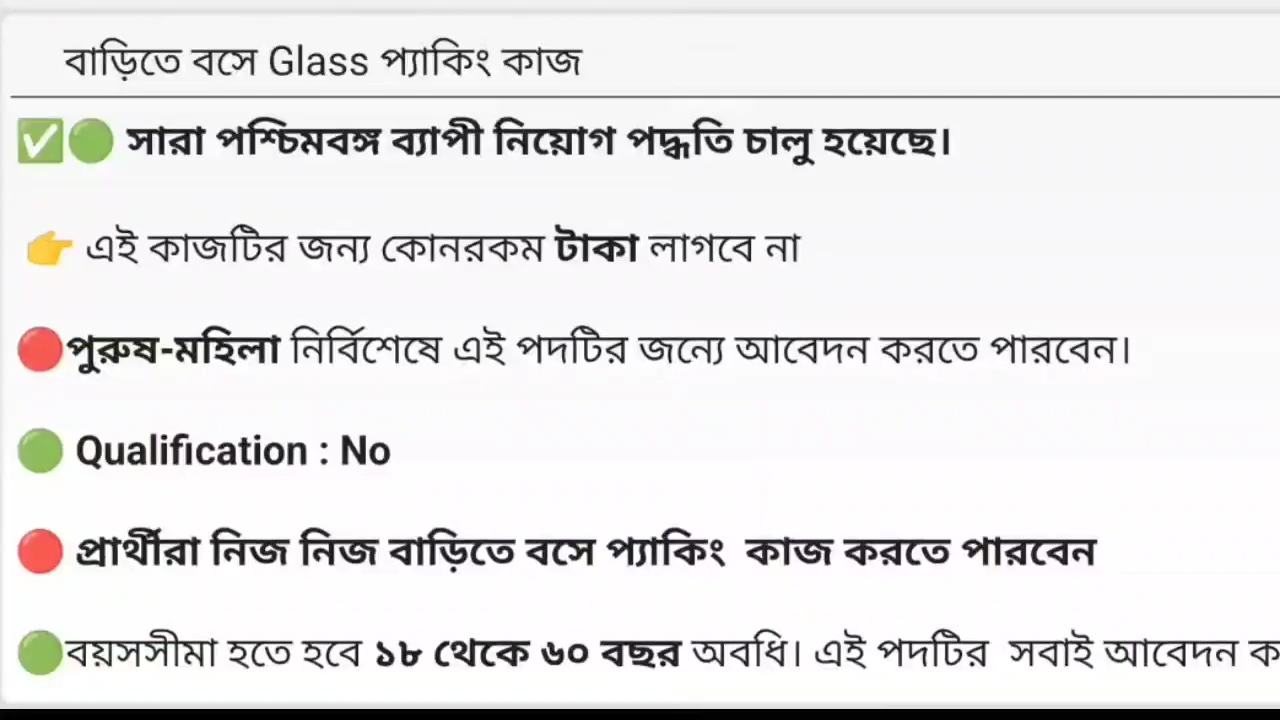 বাড়িতে বসে Glass প্যাকিং কাজ
✅🟢 সারা পশ্চিমবঙ্গ ব্যাপী নিয়োগ পদ্ধতি চালু হয়েছে।
👉 এই কাজটির জন্য কোনরকম টাকা লাগবে না
🔴পুরুষ-মহিলা নির্বিশেষে এই পদটির জন্যে আবেদন করতে পারবেন।
🟢 Qualification : No
🔴 প্রার্থীরা নিজ নিজ বাড়িতে বসে প্যাকিং কাজ করতে পারবেন
🟢বয়সসীমা হতে হবে ১৮ থেকে ৬০ বছর অবধি। এই পদটির সবাই আবেদন ক